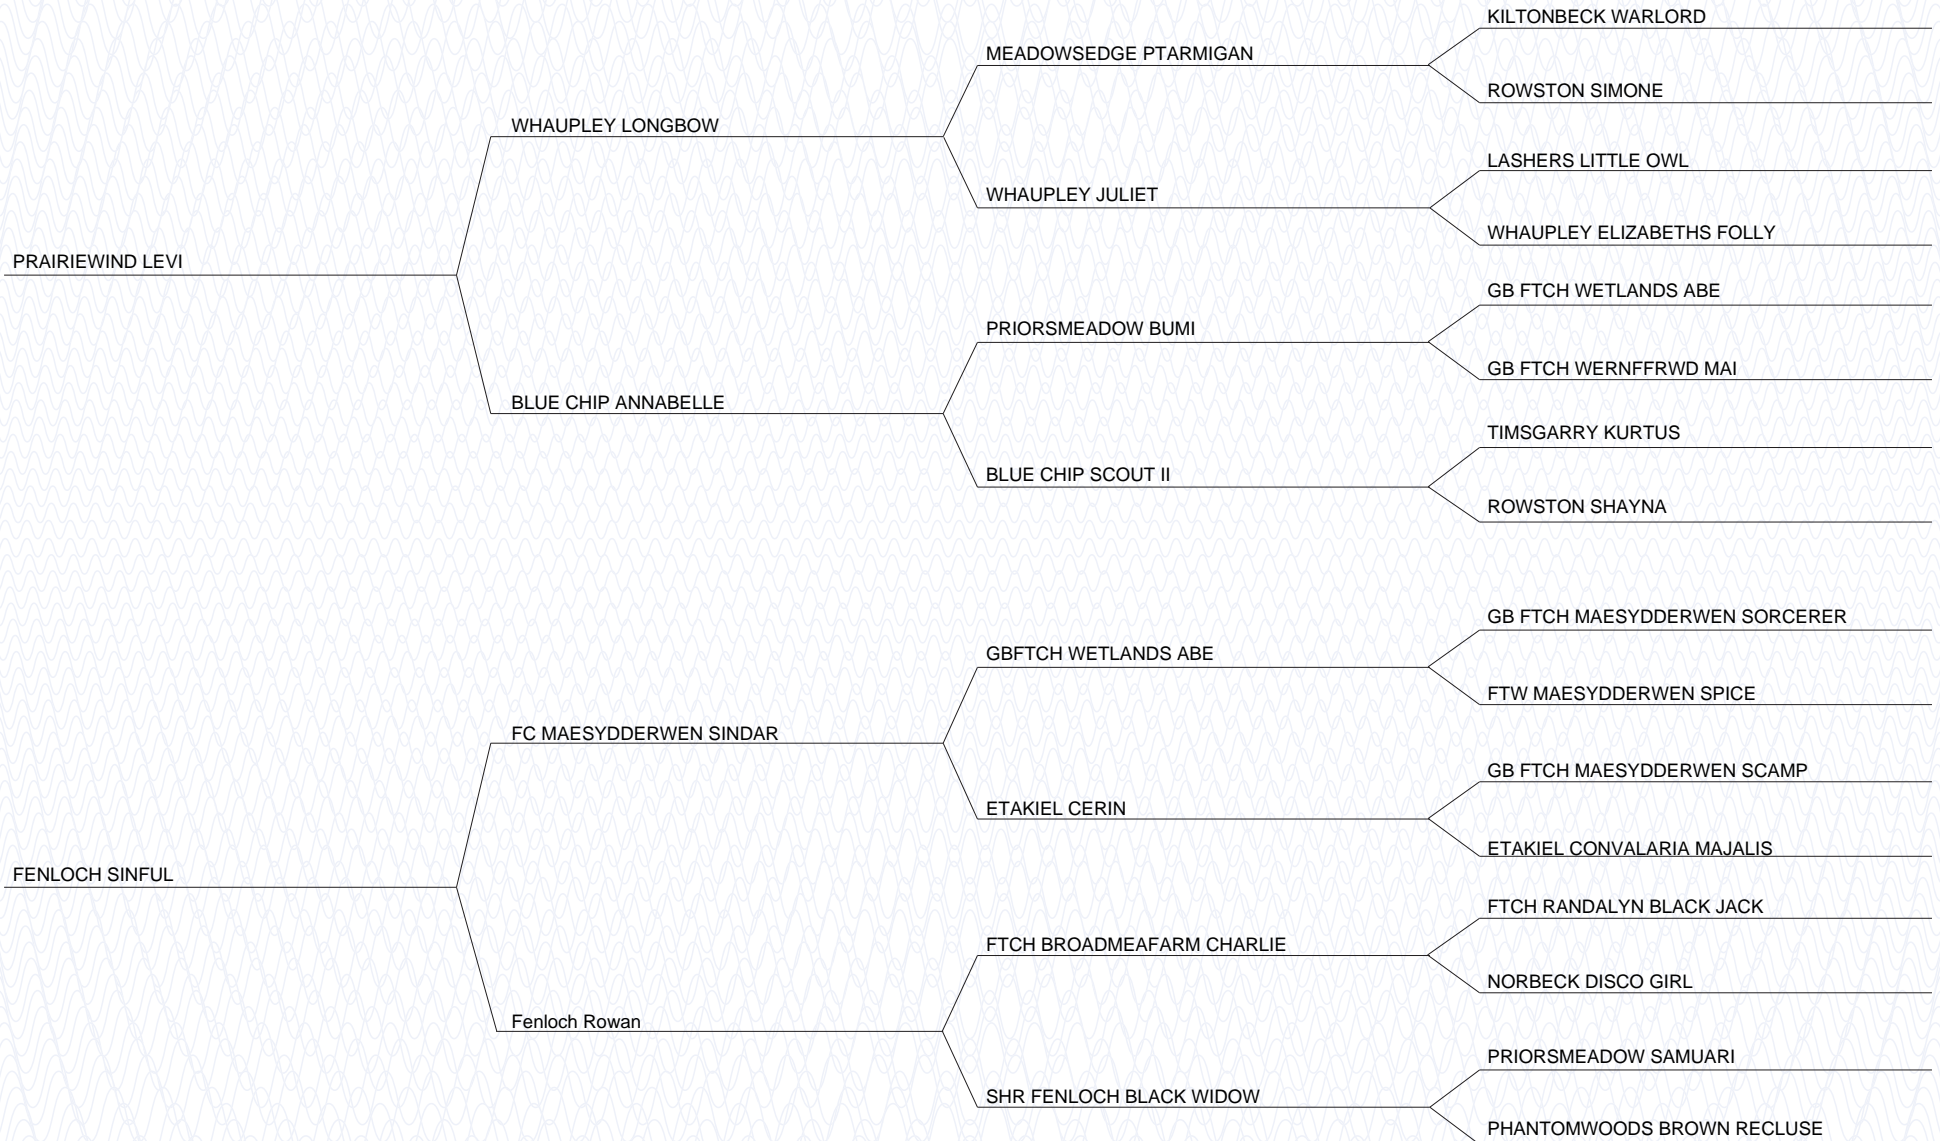 KILTONBECK WARLORD
MEADOWSEDGE PTARMIGAN
ROWSTON SIMONE
WHAUPLEY LONGBOW
LASHERS LITTLE OWL
WHAUPLEY JULIET
WHAUPLEY ELIZABETHS FOLLY
PRAIRIEWIND LEVI
GB FTCH WETLANDS ABE
PRIORSMEADOW BUMI
GB FTCH WERNFFRWD MAI
BLUE CHIP ANNABELLE
TIMSGARRY KURTUS
BLUE CHIP SCOUT II
ROWSTON SHAYNA
GB FTCH MAESYDDERWEN SORCERER
GBFTCH WETLANDS ABE
FTW MAESYDDERWEN SPICE
FC MAESYDDERWEN SINDAR
GB FTCH MAESYDDERWEN SCAMP
ETAKIEL CERIN
ETAKIEL CONVALARIA MAJALIS
FENLOCH SINFUL
FTCH RANDALYN BLACK JACK
FTCH BROADMEAFARM CHARLIE
NORBECK DISCO GIRL
Fenloch Rowan
PRIORSMEADOW SAMUARI
SHR FENLOCH BLACK WIDOW
PHANTOMWOODS BROWN RECLUSE